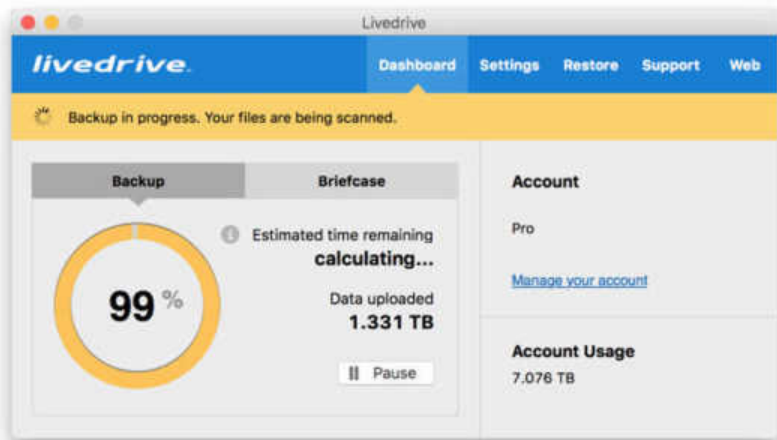 Livedrive
livedrive.
Dashboard Settings Restore Support Web
Backup in progress. Your files are being scanned.
Backup Briefcase
Estimated time remaining
calculating...
99 %
Data uploaded
1.331 TB
Pause
Account
Pro
Manage your account
Account Usage
7.076 TB